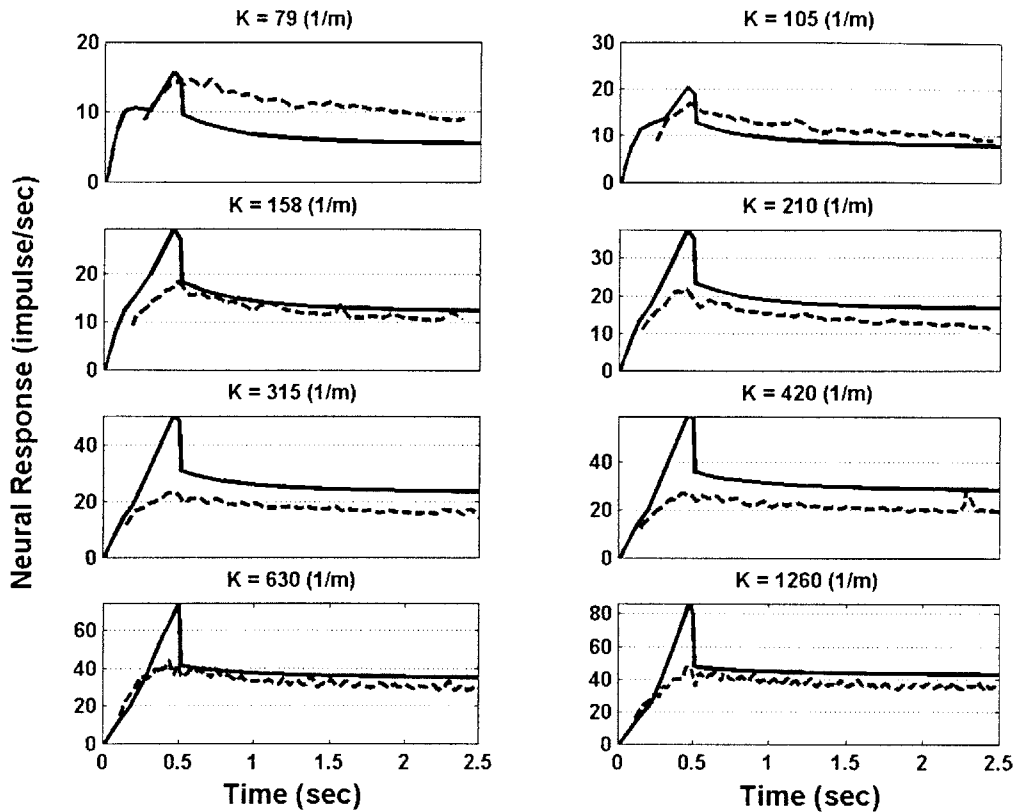 K = 79 (1/m)
K = 105 (1/m)
20
10
0
30
20
10
0
K = 158 (1/m)
K = 210 (1/m)
20
10
0
30
20
10
0
K = 315 (1/m)
K = 420 (1/m)
40
20
0
40
20
0
K = 630 (1/m)
K = 1260 (1/m)
60
40
20
0
80
60
40
20
0
0 0.5 1 1.5 2 2.5
0 0.5 1 1.5 2 2.5
Time (sec)
Time (sec)
Neural Response (impulse/sec)